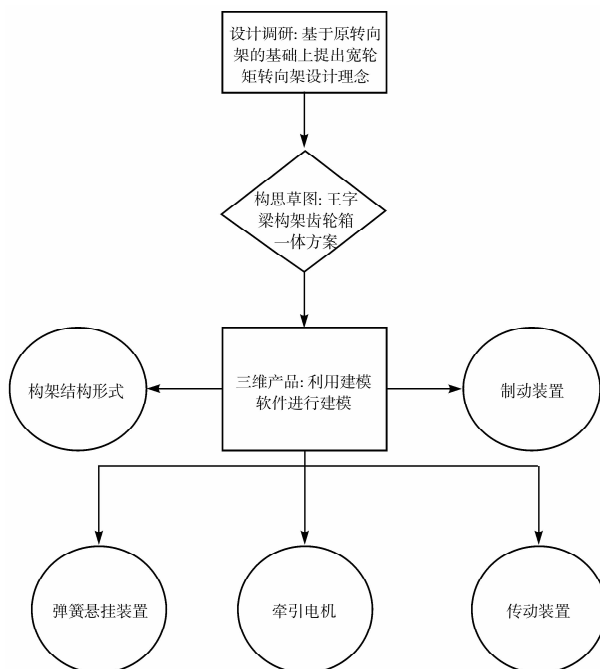 设计调研: 基于原转向
架的基础上提出宽轮
矩转向架设计理念
构思草图: 王字
梁构架齿轮箱
一体方案
构架结构形式
三维产品: 利用建模
软件进行建模
制动装置
弹簧悬挂装置
牵引电机
传动装置